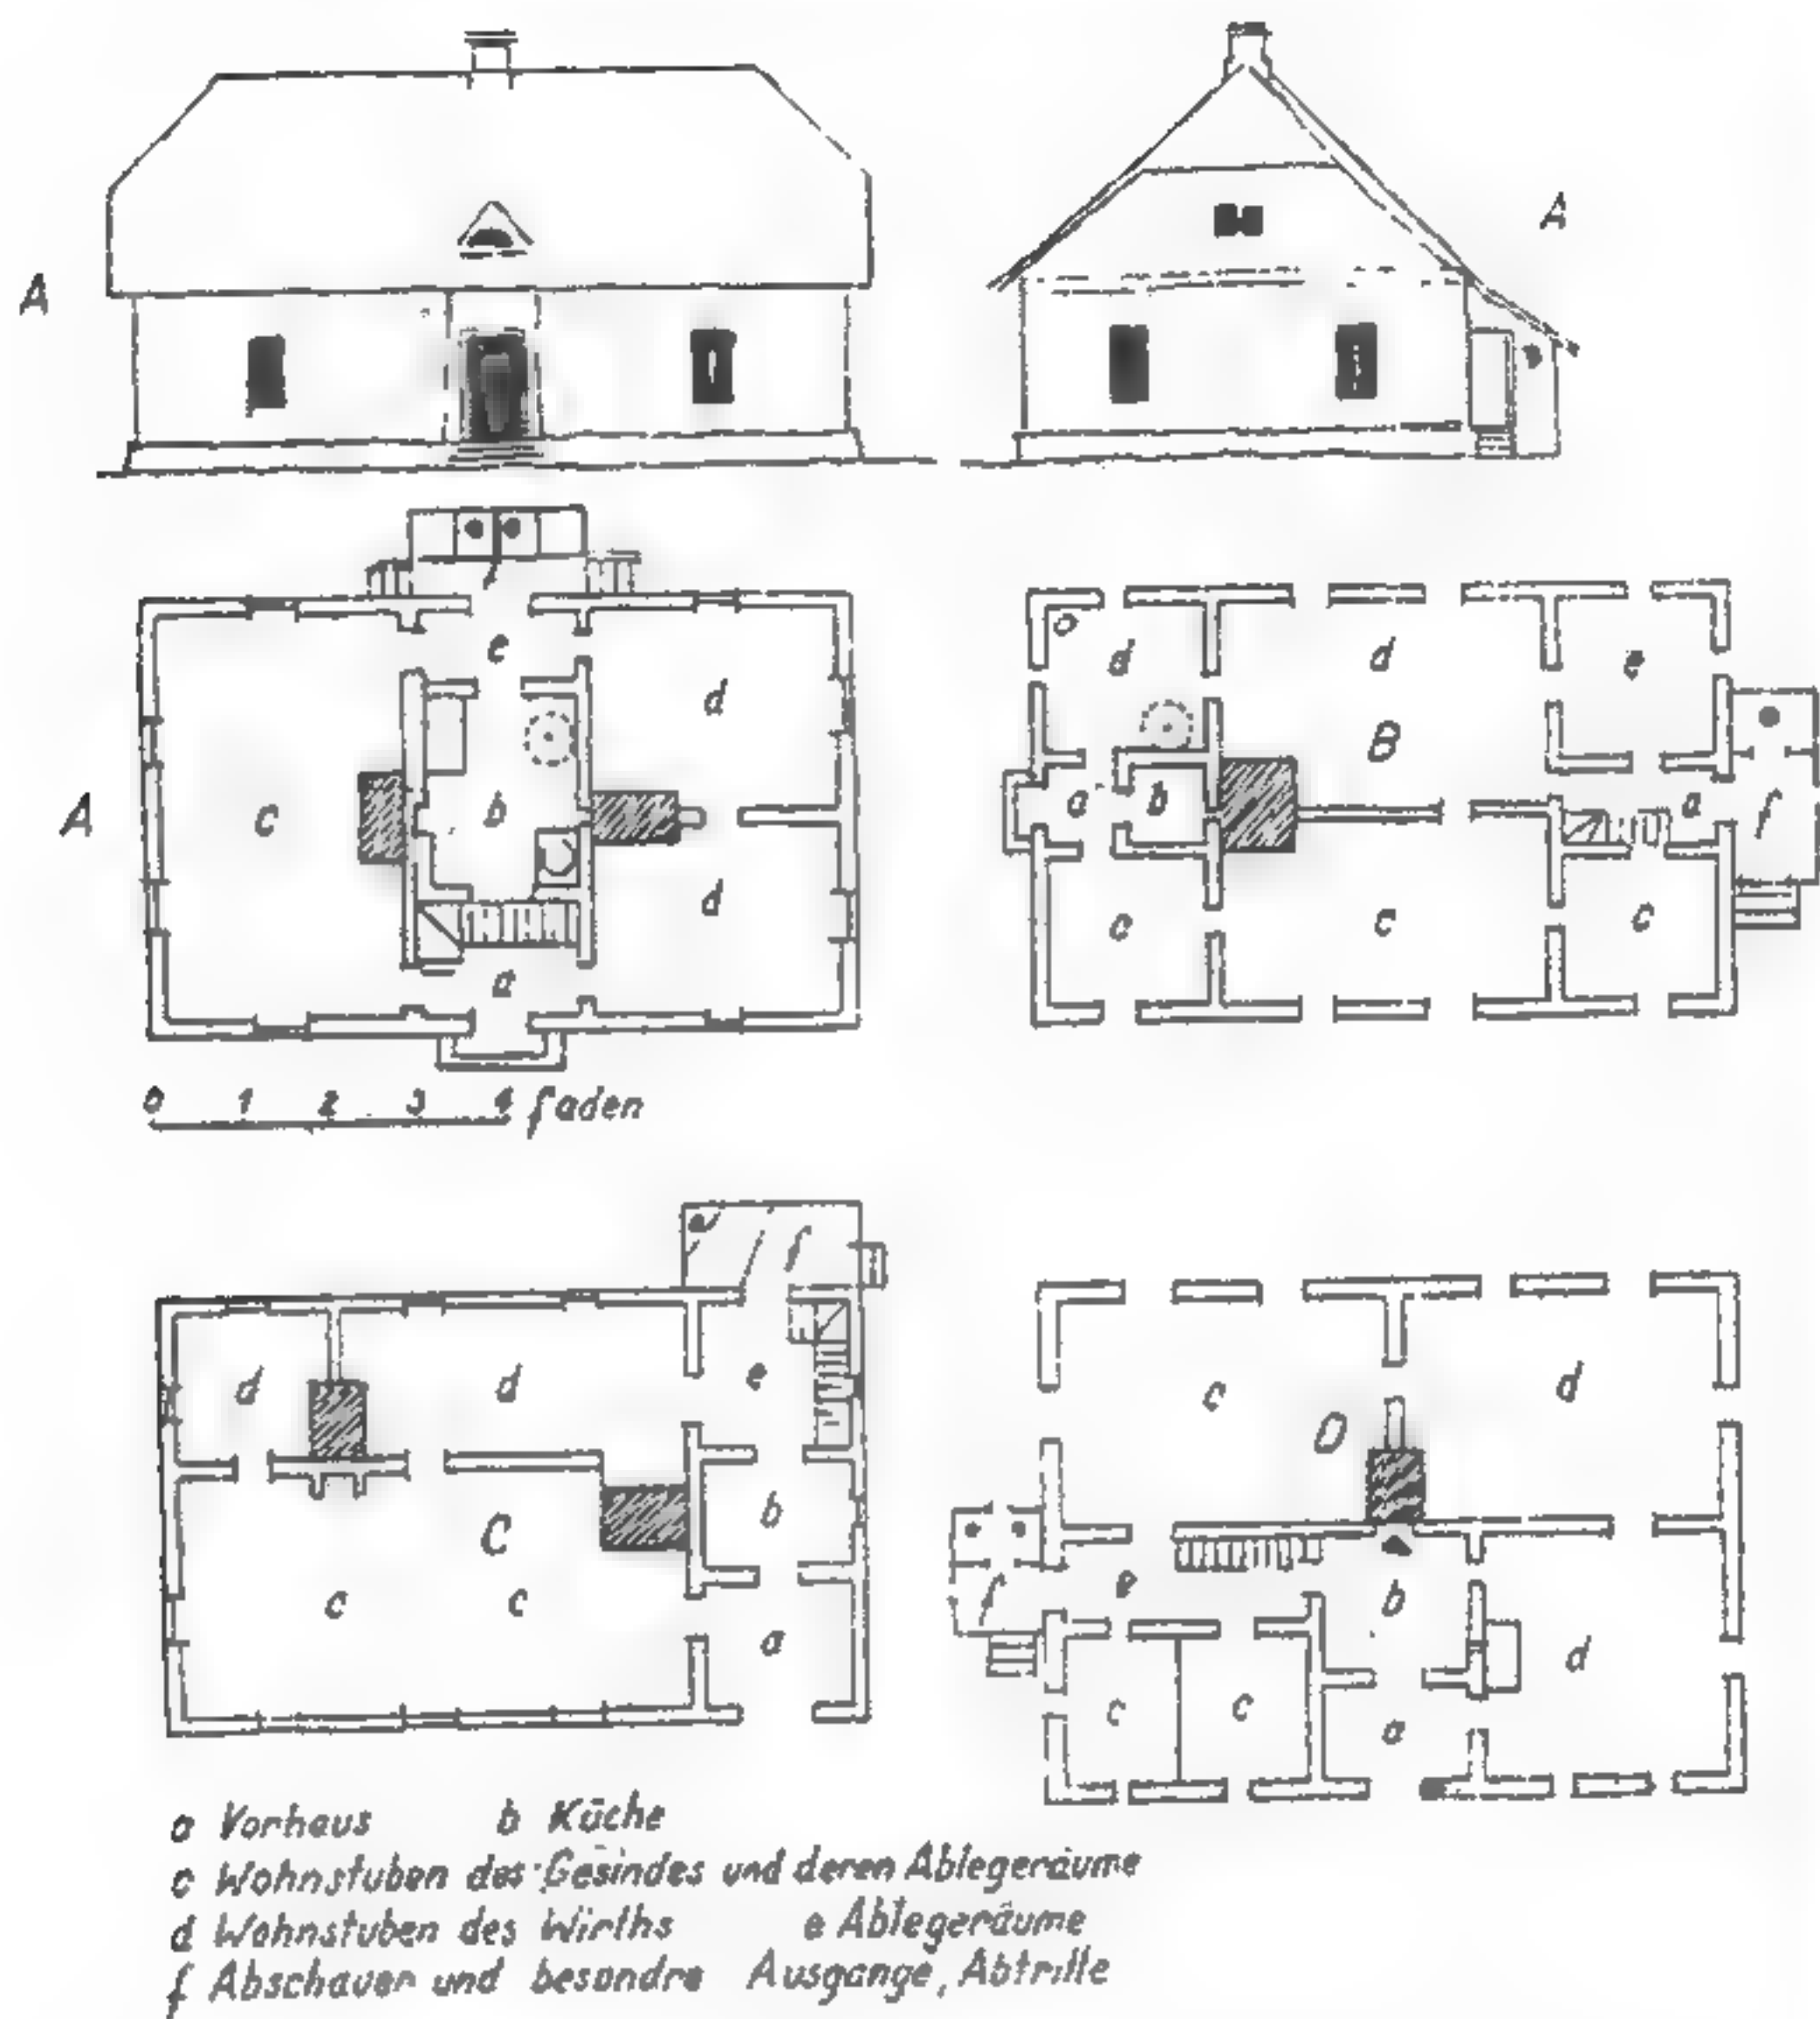 A
A
e
d
c
b
d
a
A
0 1 2 3 4 faden
d
d
e
B
a
b
a
f
c
c
c
f
d
d
e
b
C
c
c
a
c
d
D
e
b
f
d
c
c
a
a Vorhaus b Küche
c Wohnstuben des Gesindes und deren Ablegeräume
d Wohnstuben des Wirths e Ablegeräume
f Abschauer und besondre Ausgange, Abtritte